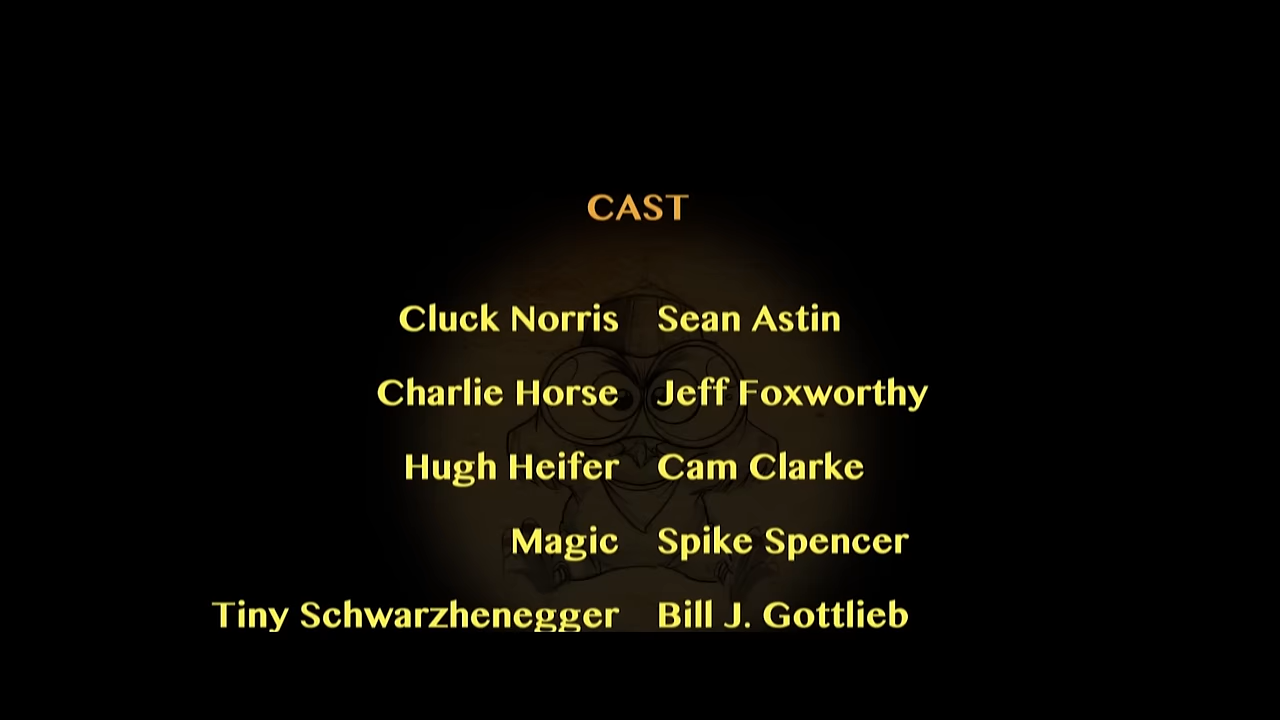 CAST
Cluck Norris Sean Astin
Charlie Horse Jeff Foxworthy
Hugh Heifer Cam Clarke
Magic Spike Spencer
Tiny Schwarzhenegger Bill J. Gottlieb